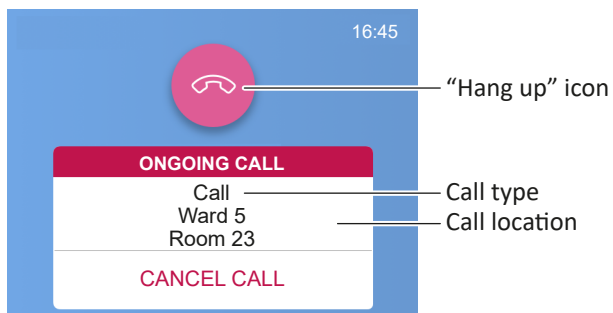 16:45
“Hang up” icon
ONGOING CALL
Call
Ward 5
Room 23
Call type
Call location
CANCEL CALL